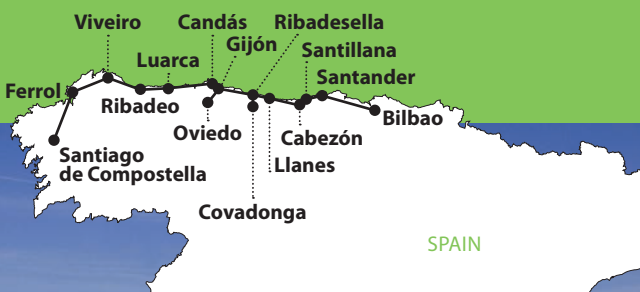 Viveiro
Candás
Ribadesella
Gijón
Santillana
Luarca
Santander
Ferrol
Ribadeo
Bilbao
Oviedo
Cabezón
Santiago
de Compostella
Llanes
Covadonga
SPAIN